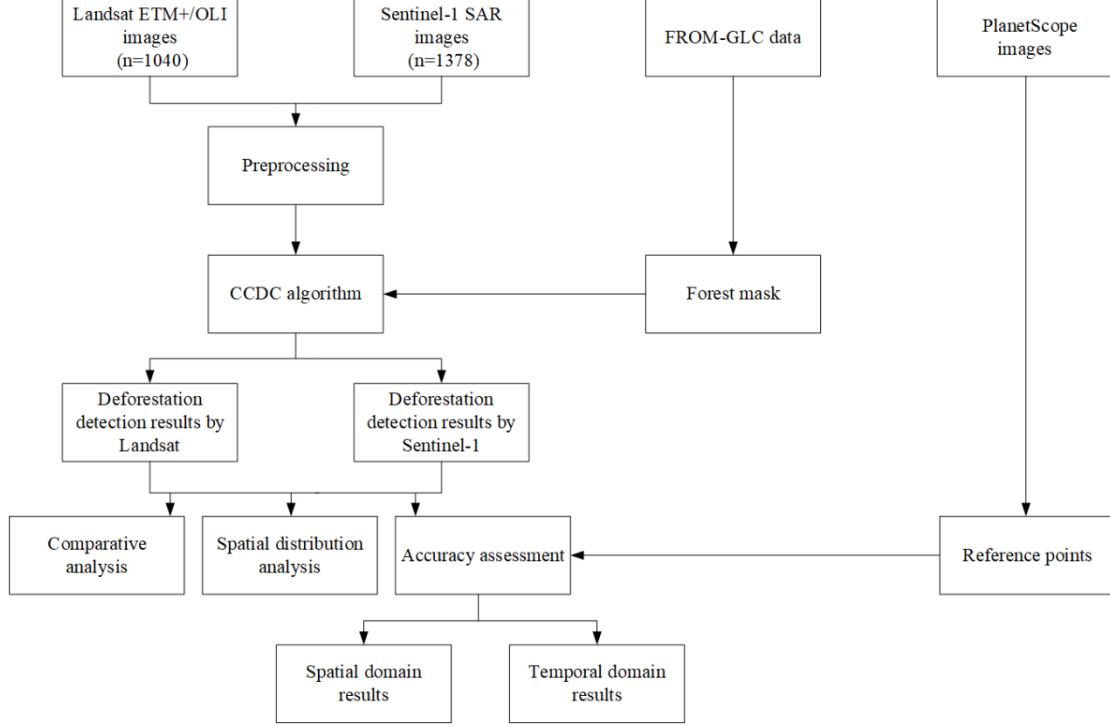 Landsat ETM+/OLI
images
(n=1040)
Sentinel-1 SAR
images
(n=1378)
FROM-GLC data
PlanetScope
images
Preprocessing
CCDC algorithm
Forest mask
Deforestation
detection results by
Landsat
Deforestation
detection results by
Sentinel-1
Comparative
analysis
Spatial distribution
analysis
Accuracy assessment
Reference points
Spatial domain
results
Temporal domain
results